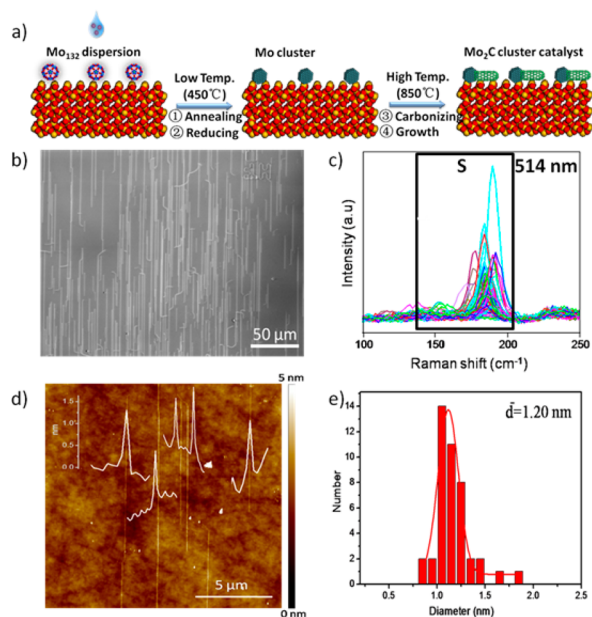 a)
Mo132 dispersion
Mo cluster
Mo2C cluster catalyst
Low Temp.
(450℃)
① Annealing
② Reducing
High Temp.
(850℃)
③ Carbonizing
④ Growth
b)
50 μm
c)
S
514 nm
Intensity (a.u)
100
150
200
250
Raman shift (cm-1)
d)
5 nm
1.5
1.0
0.5
0.0
nm
5 μm
0 nm
e)
d̄=1.20 nm
14
12
10
8
6
4
2
0
Number
0.5
1.0
1.5
2.0
2.5
Diameter (nm)